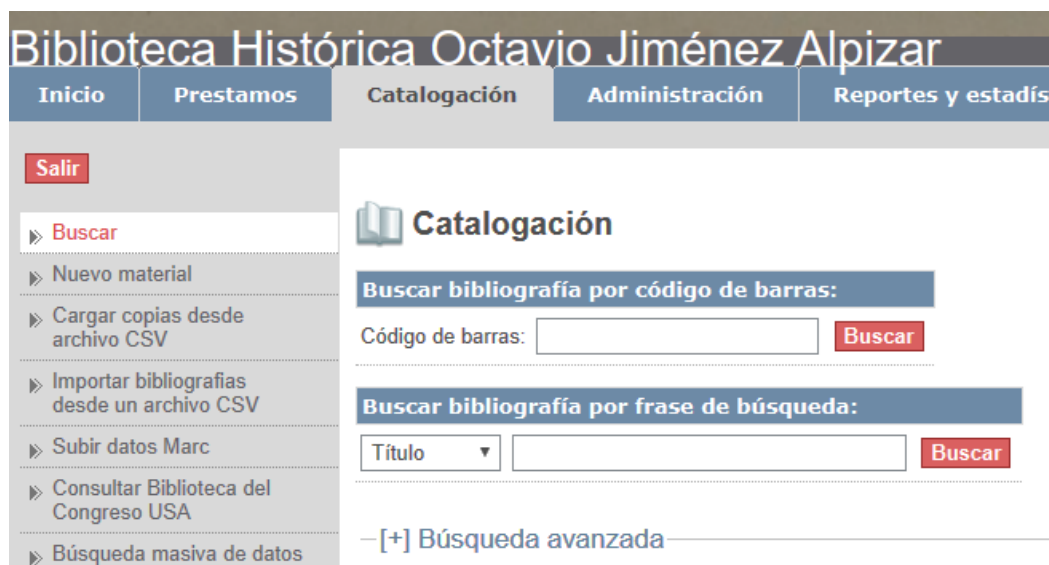 Biblioteca Histórica Octavio Jiménez Alpizar
Inicio Prestamos Catalogación Administración Reportes y estadís
Salir
Buscar
Nuevo material
Cargar copias desde
archivo CSV
Importar bibliografias
desde un archivo CSV
Subir datos Marc
Consultar Biblioteca del
Congreso USA
Búsqueda masiva de datos
Catalogación
Buscar bibliografía por código de barras:
Código de barras: Buscar
Buscar bibliografía por frase de búsqueda:
Título Buscar
[+] Búsqueda avanzada